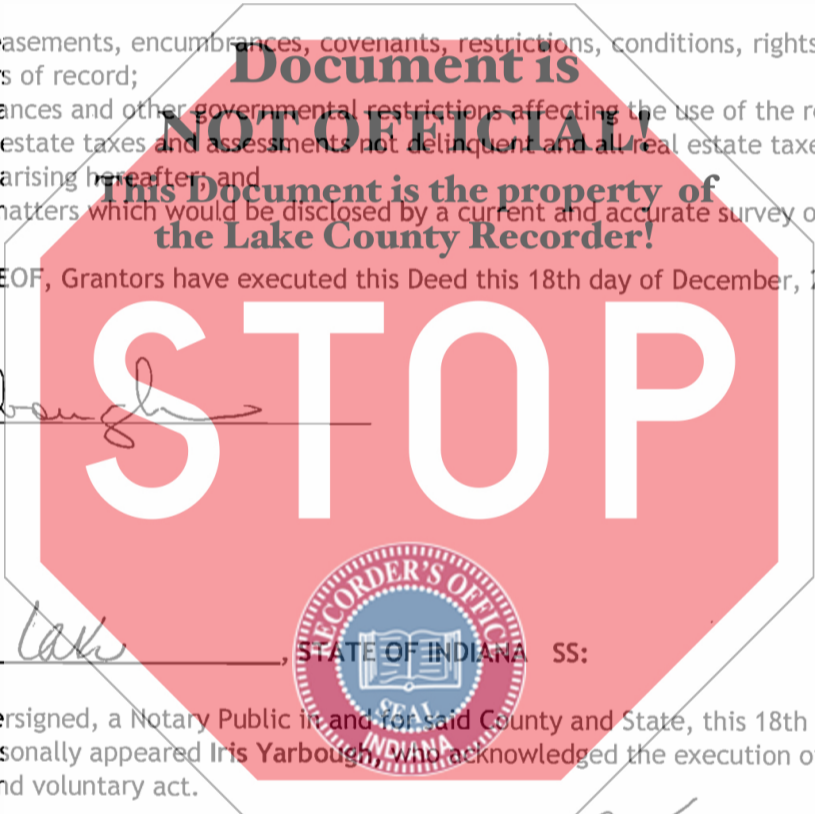 asements, encumbrances, covenants, restrictions, conditions, rights
Document is
s of record;
ances and other governmental restrictions affecting the use of the r
NOT OFFICIAL!
estate taxes and assessments not delinquent and all real estate taxe
arising hereafter; and
This Document is the property of
natters which would be disclosed by a current and accurate survey o
the Lake County Recorder!
EOF, Grantors have executed this Deed this 18th day of December, 2
STOP
baugh
RECORDER'S OFFICE
Lake, STATE OF INDIANA SS:
SEAL
ersigned, a Notary Public in and for said County and State, this 18th
INDIANA
sonally appeared Iris Yarbough, who acknowledged the execution o
nd voluntary act.